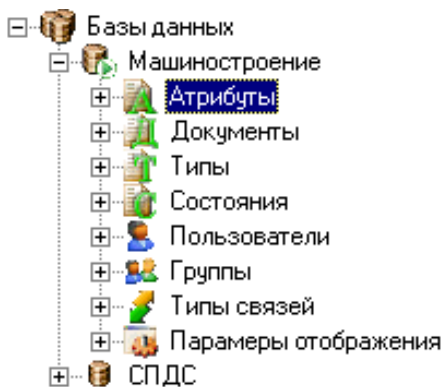 Базы данных
Машиностроение
Атрибуты
Документы
Типы
Состояния
Пользователи
Группы
Типы связей
Парамеры отображения
СПДС